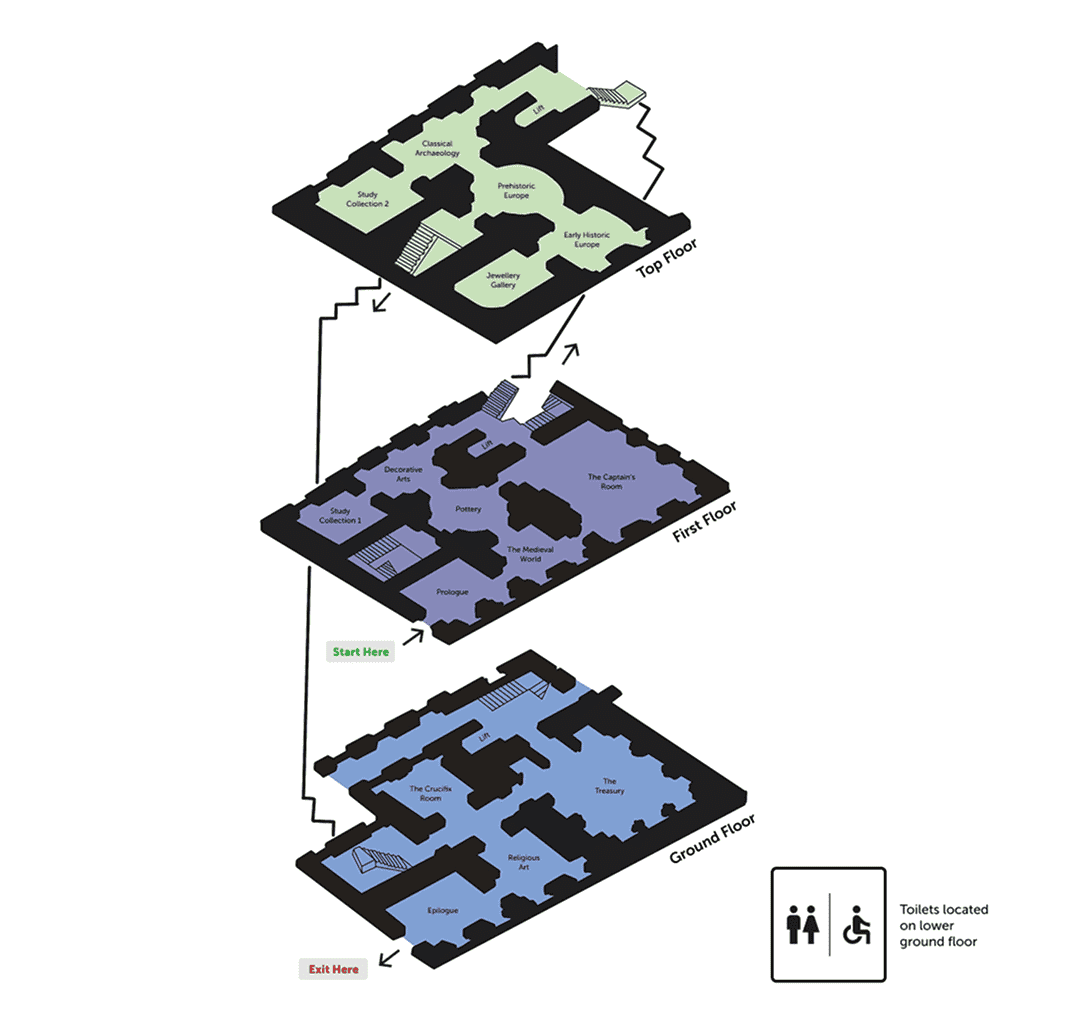 Lift
Classical
Archaeology
Study
Collection 2
Prehistoric
Europe
Early Historic
Europe
Jewellery
Gallery
Top Floor
Lift
Decorative
Arts
The Captain's
Room
Study
Collection 1
Pottery
The Medieval
World
Prologue
First Floor
Start Here
Lift
The Crucifix
Room
The
Treasury
Religious
Art
Epilogue
Ground Floor
Exit Here
Toilets located
on lower
ground floor